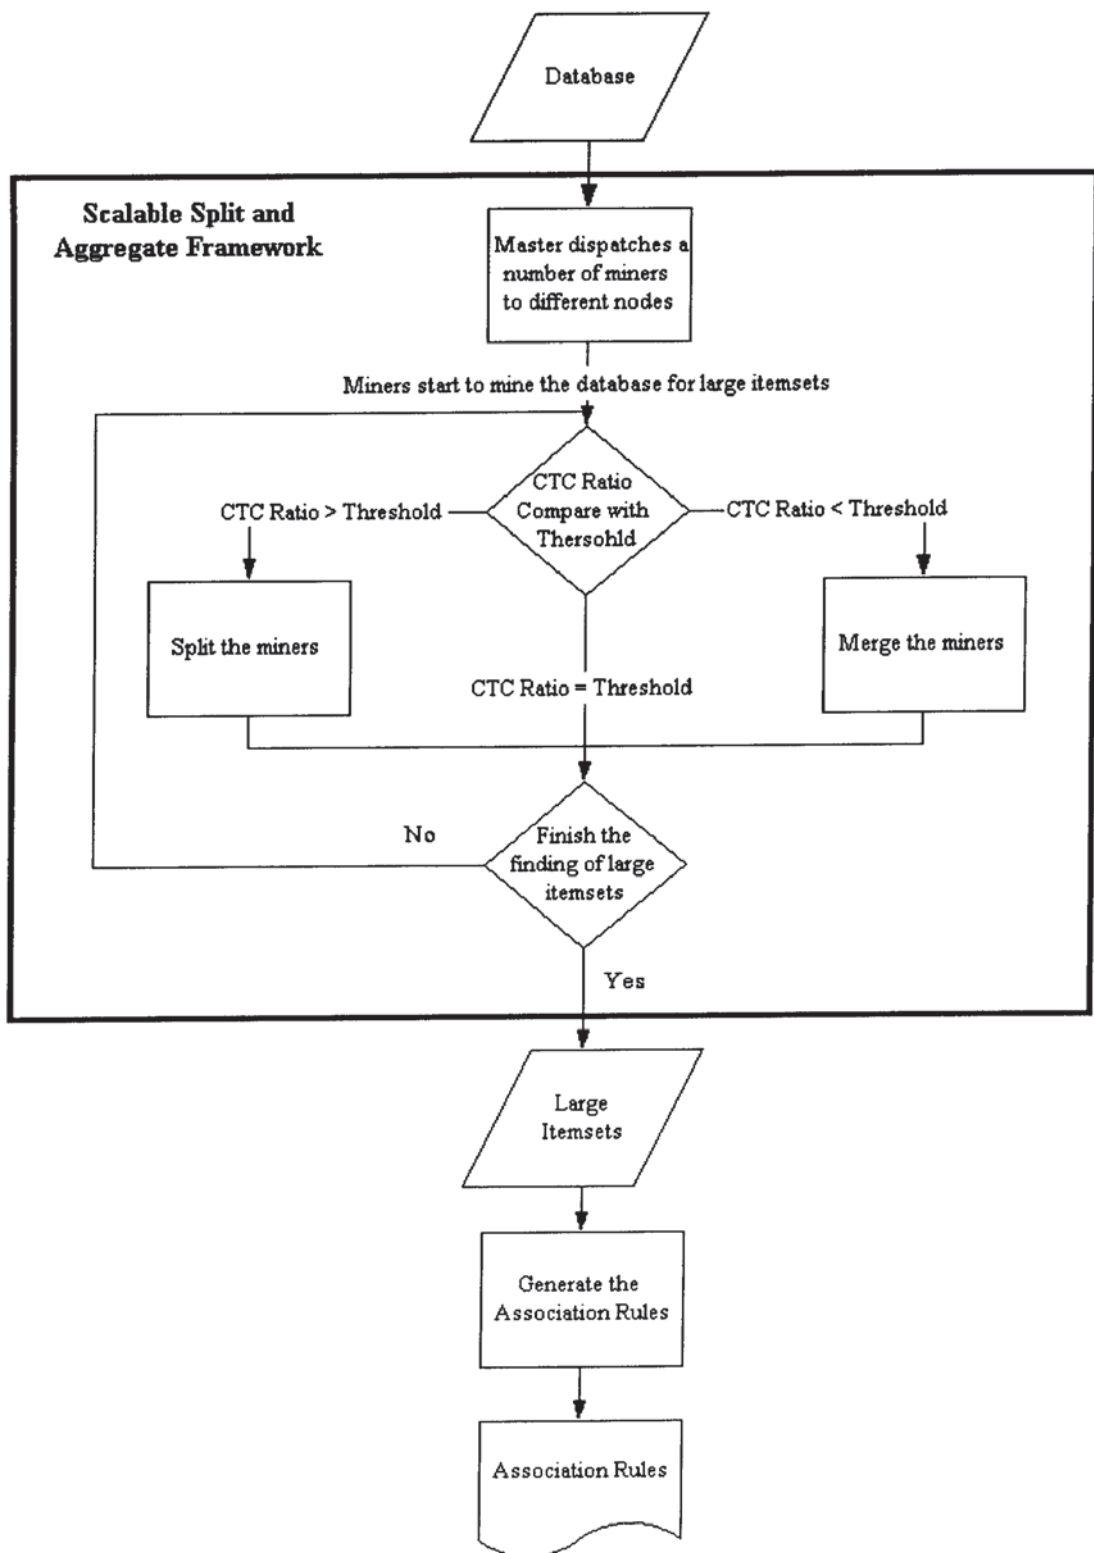 Database
Scalable Split and
Aggregate Framework
Master dispatches a
number of miners
to different nodes
Miners start to mine the database for large itemsets
CTC Ratio
Compare with
Thersohld
CTC Ratio > Threshold
CTC Ratio < Threshold
Split the miners
Merge the miners
CTC Ratio = Threshold
No
Finish the
finding of large
itemsets
Yes
Large
Itemsets
Generate the
Association Rules
Association Rules